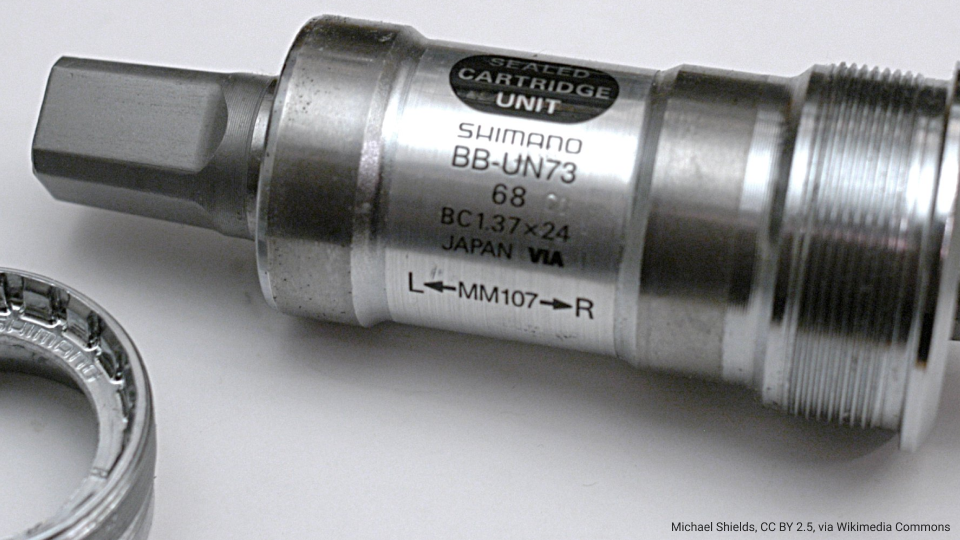 SEALED
CARTRIDGE
UNIT
SHIMANO
BB-UN73
68
BC1.37×24
JAPAN VIA
L←MM107→R
Michael Shields, CC BY 2.5, via Wikimedia Commons